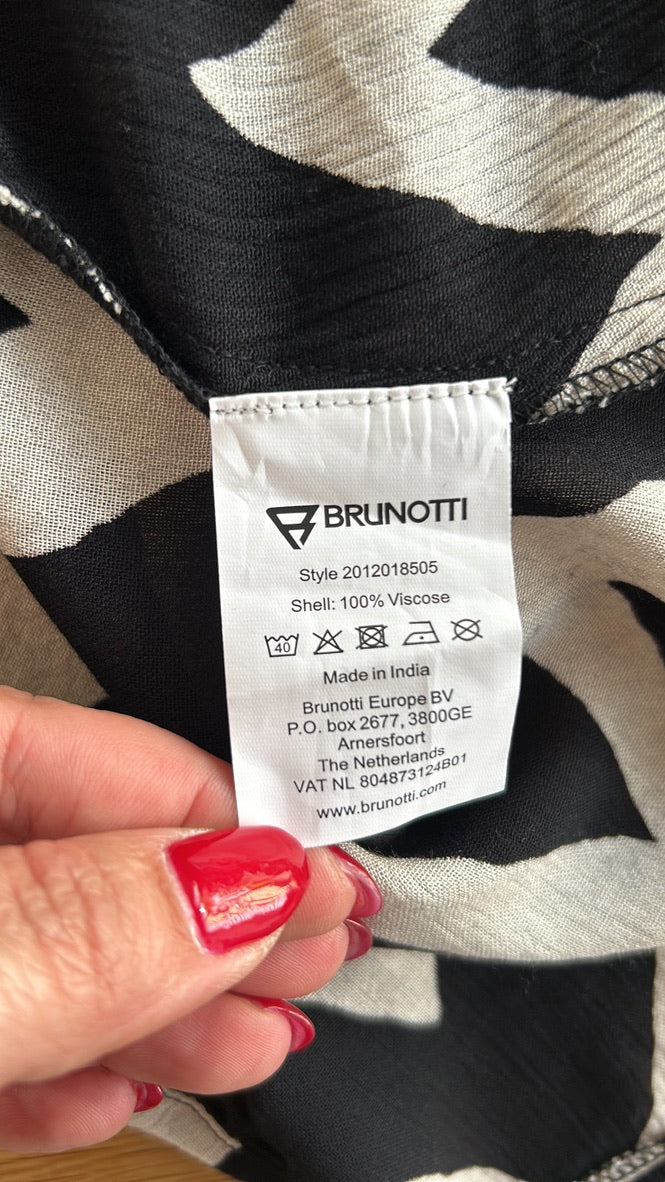 BRUNOTTI
Style 2012018505
Shell: 100% Viscose
40
Made in India
Brunotti Europe BV
P.O. box 2677, 3800GE
Arnersfoort
The Netherlands
VAT NL 804873124B01
www.brunotti.com